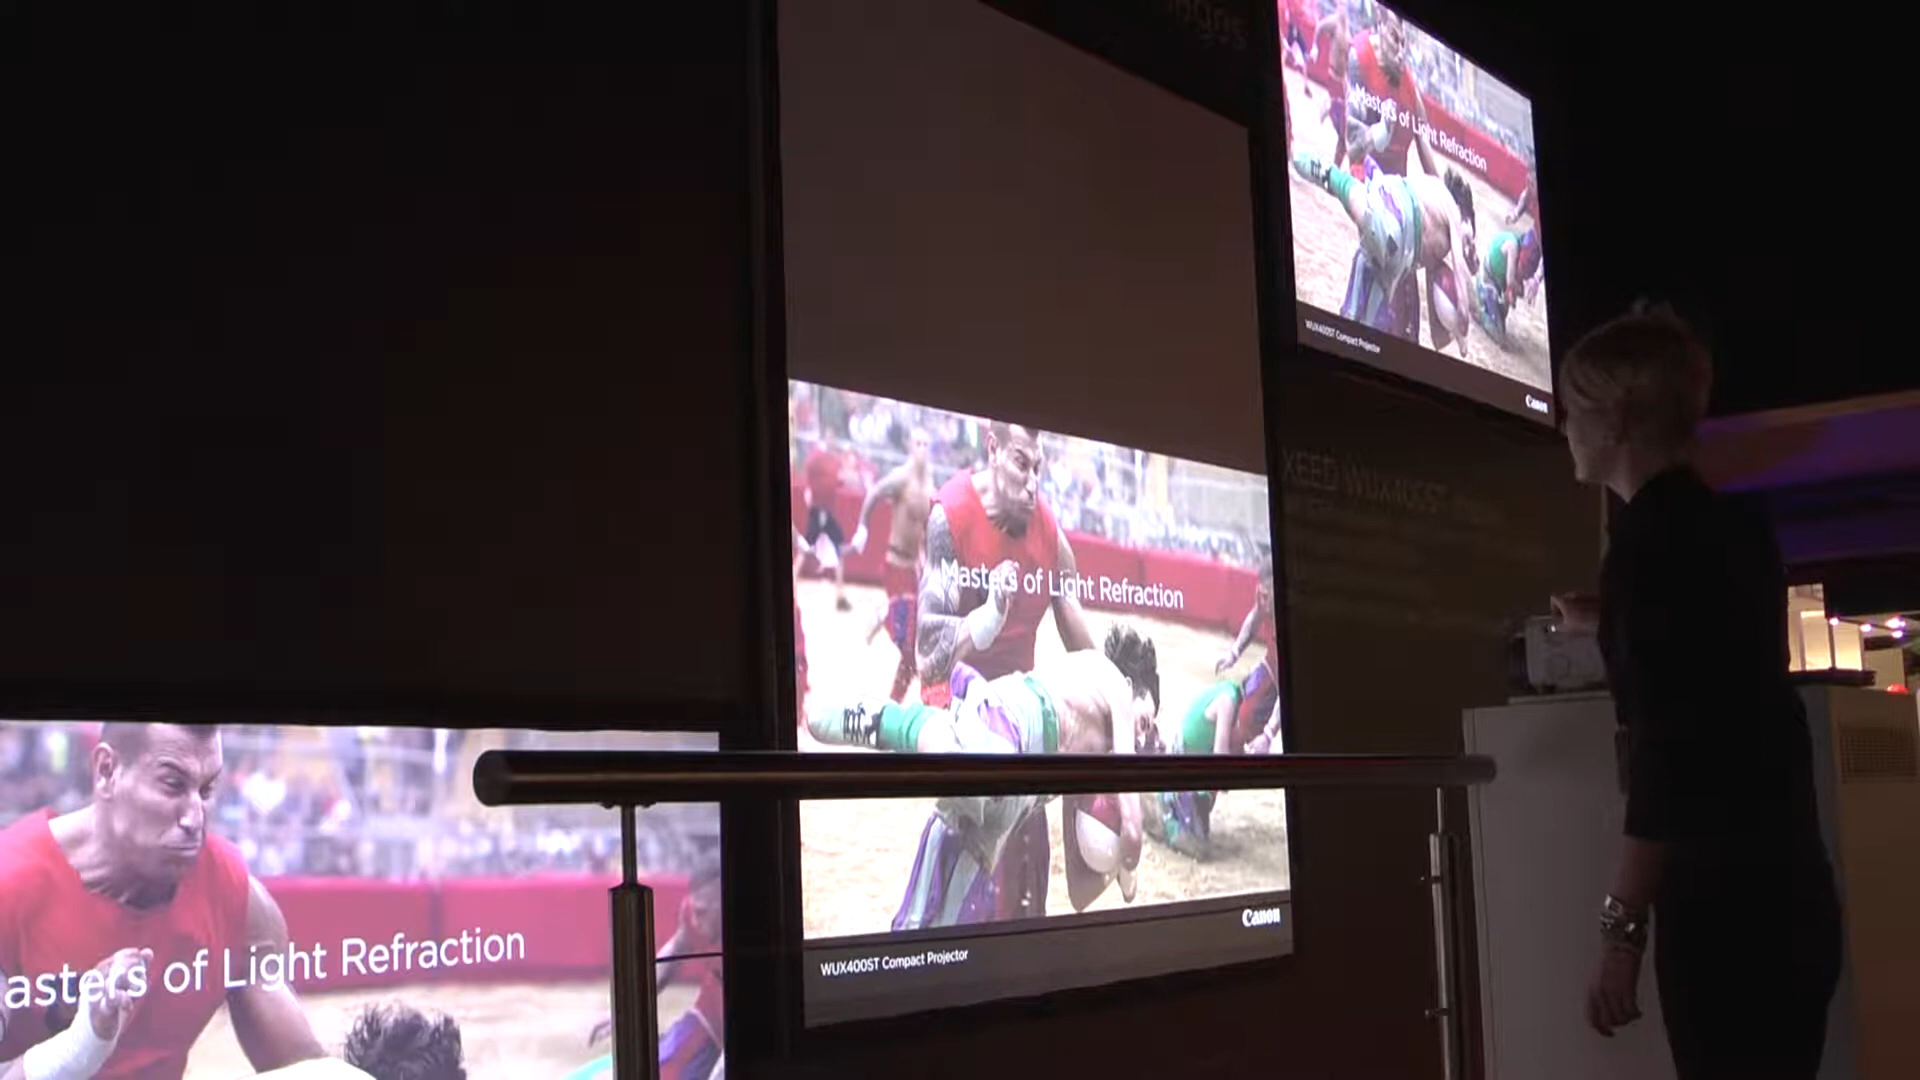 Masters of Light Refraction
WUX400ST Compact Projector
Canon
XEED WUX400ST
Masters of Light Refraction
Canon
WUX400ST Compact Projector
asters of Light Refraction